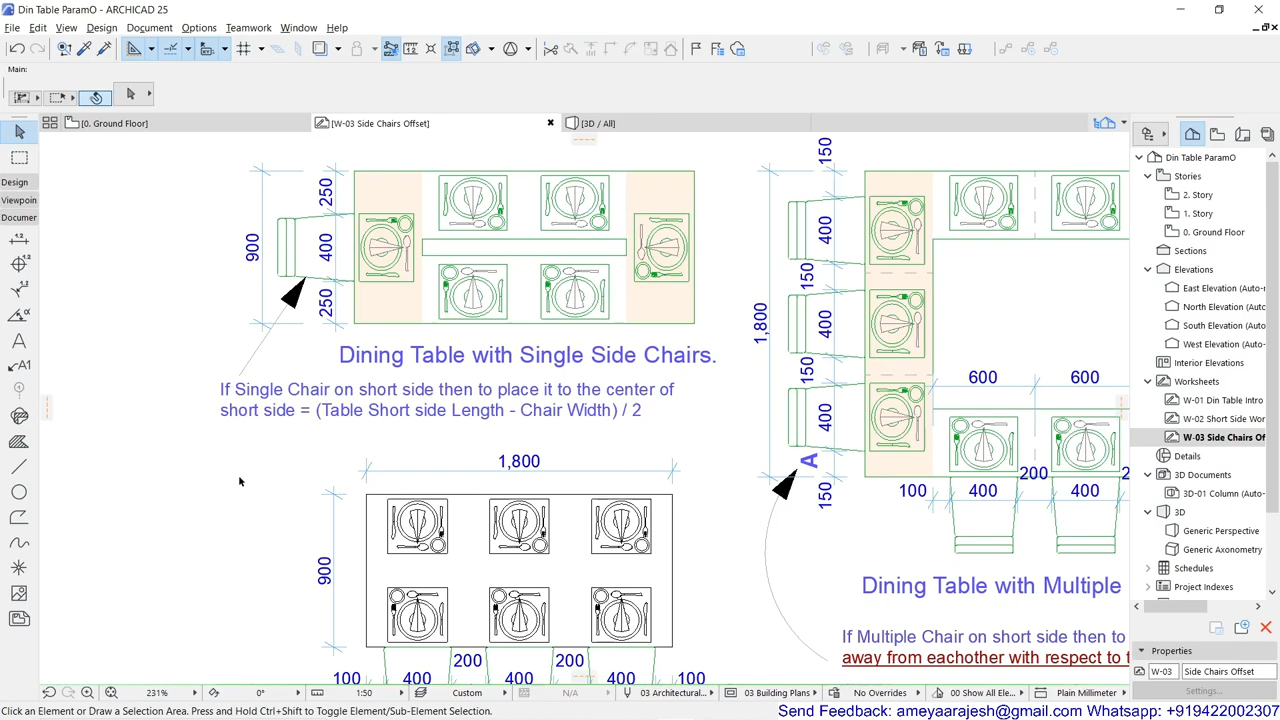 Din Table ParamO - ARCHICAD 25
File Edit View Design Document Options Teamwork Window Help
Main:
[0. Ground Floor]
[W-03 Side Chairs Offset]
[3D / All]
Design
Viewpoin
Documer
250
400
250
900
Dining Table with Single Side Chairs.
If Single Chair on short side then to place it to the center of
short side = (Table Short side Length - Chair Width) / 2
1,800
900
200
200
100
400
400
400
100
150
400
150
400
150
400
150
1,800
A
600
600
200
2
100
400
400
Dining Table with Multiple
If Multiple Chair on short side then to
away from eachother with respect to t
Din Table ParamO
Stories
2. Story
1. Story
0. Ground Floor
Sections
Elevations
East Elevation (Auto-r
North Elevation (Auto
South Elevation (Auto
West Elevation (Auto-
Interior Elevations
Worksheets
W-01 Din Table Intro
W-02 Short Side Wor
W-03 Side Chairs Of
Details
3D Documents
3D-01 Column (Auto-
3D
Generic Perspective
Generic Axonometry
Schedules
Project Indexes
Properties
W-03
Side Chairs Offset
Settings...
231%
0°
1:50
Custom
N/A
03 Architectural...
03 Building Plans
No Overrides
00 Show All Ele...
Plain Millimeter
Click an Element or Draw a Selection Area. Press and Hold Ctrl+Shift to Toggle Element/Sub-Element Selection.
Send Feedback: ameyaarajesh@gmail.com Whatsapp: +919422002307